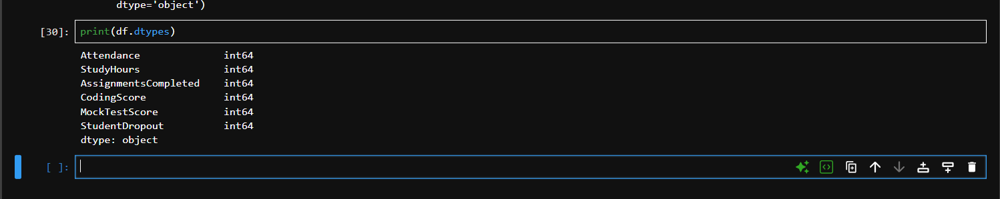 dtype='object')
[30]: print(df.dtypes)
Attendance int64
StudyHours int64
AssignmentsCompleted int64
CodingScore int64
MockTestScore int64
StudentDropout int64
dtype: object
[ ]: